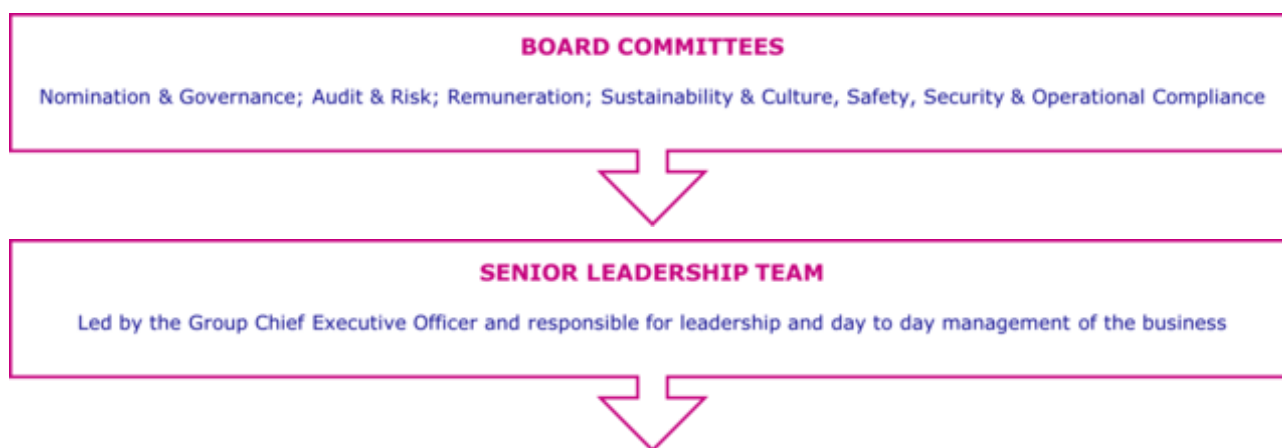 BOARD COMMITTEES
Nomination & Governance; Audit & Risk; Remuneration; Sustainability & Culture, Safety, Security & Operational Compliance
SENIOR LEADERSHIP TEAM
Led by the Group Chief Executive Officer and responsible for leadership and day to day management of the business